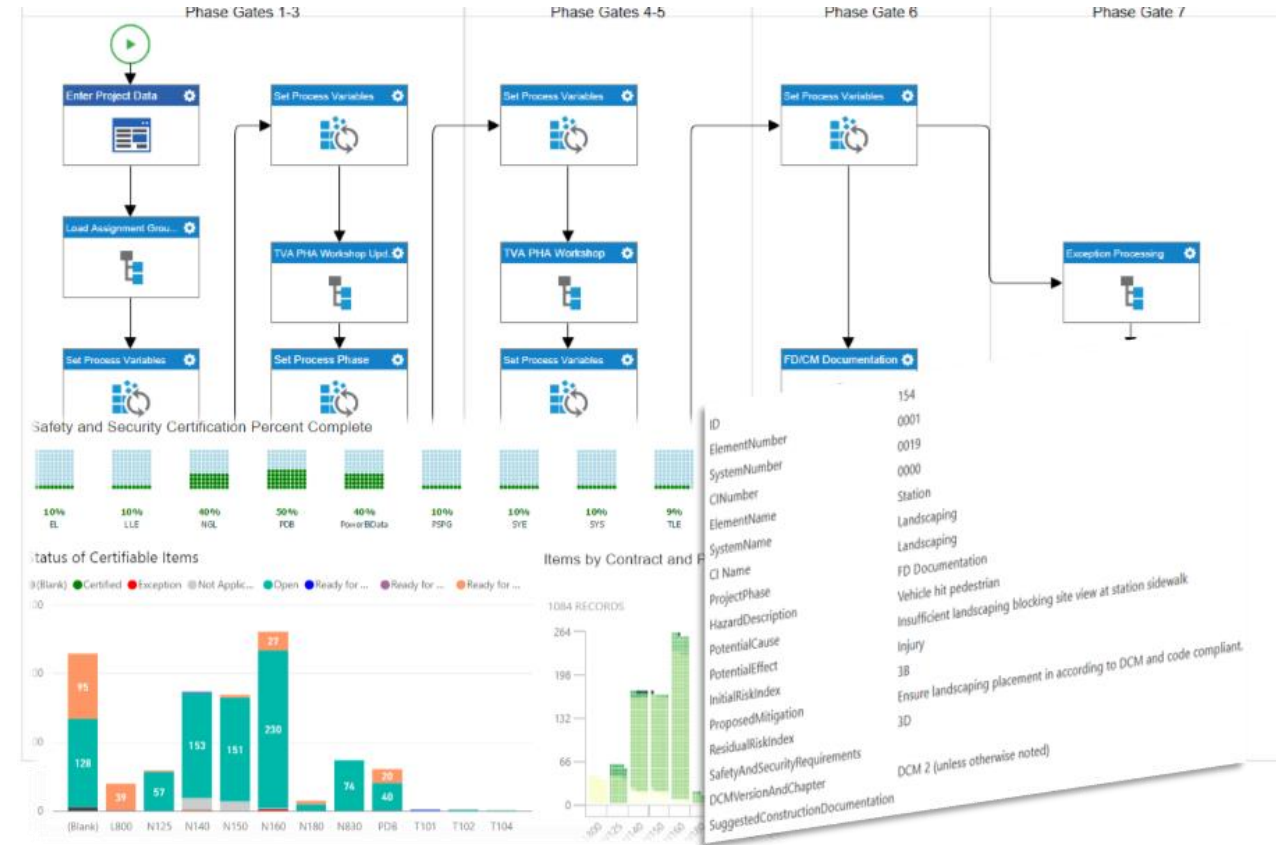 Phase Gates 1-3
Phase Gates 4-5
Phase Gate 6
Phase Gate 7
Enter Project Data
Set Process Variables
Set Process Variables
Set Process Variables
Load Assignment Grou...
TVA PHA Workshop Upd.
TVA PHA Workshop
Exception Processing
Set Process Variables
Set Process Phase
Set Process Variables
FD/CM Documentation
Safety and Security Certification Percent Complete
10% 10% 40% 50% 40% 10% 10% 10% 9%
EL LLE NGL PDB PowerBIData PSPG SYE SYS TLE
Status of Certifiable Items
(Blank) Certified Exception Not Applic... Open Ready for ... Ready for ... Ready for ...
95
128
39
57
153
151
27
230
74
20
40
0
(Blank) L800 N125 N140 N150 N160 N180 N830 PDB T101 T102 T104
Items by Contract and
1084 RECORDS
264
198
132
66
0
ID 154
ElementNumber 0001
SystemNumber 0019
CINumber 0000
ElementName Station
SystemName Landscaping
CI Name Landscaping
ProjectPhase FD Documentation
HazardDescription Vehicle hit pedestrian
PotentialCause Insufficient landscaping blocking site view at station sidewalk
PotentialEffect Injury
InitialRiskIndex 3B
ProposedMitigation Ensure landscaping placement in according to DCM and code compliant.
ResidualRiskIndex 3D
SafetyAndSecurityRequirements
DCMVersionAndChapter DCM 2 (unless otherwise noted)
SuggestedConstructionDocumentation